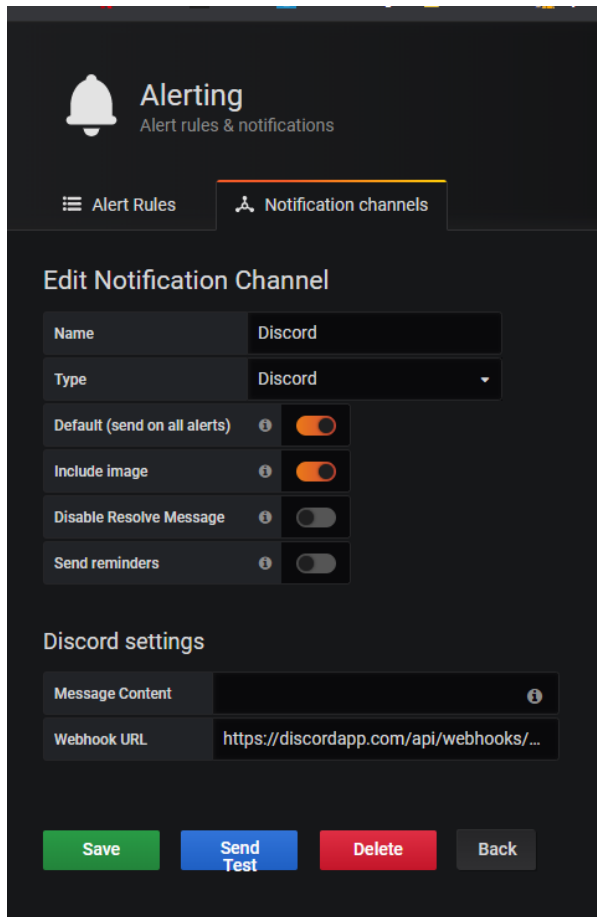 Alerting
Alert rules & notifications
Alert Rules
Notification channels
Edit Notification Channel
Name
Discord
Type
Discord
Default (send on all alerts)
Include image
Disable Resolve Message
Send reminders
Discord settings
Message Content
Webhook URL
https://discordapp.com/api/webhooks/...
Save
Send
Test
Delete
Back